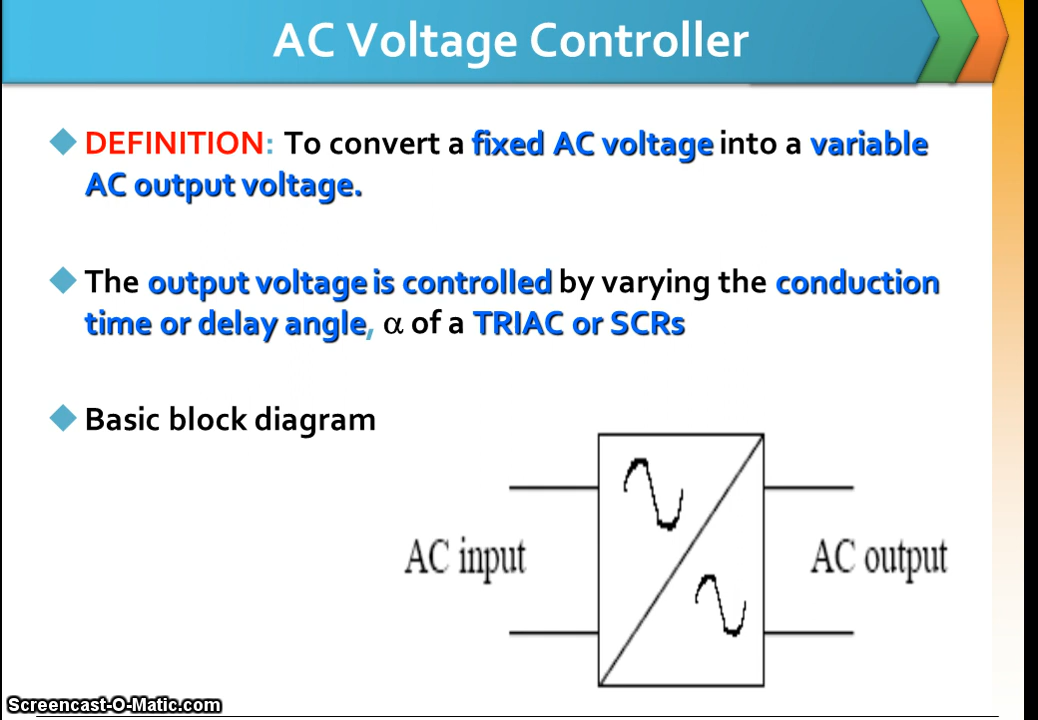 AC Voltage Controller
DEFINITION: To convert a fixed AC voltage into a variable
AC output voltage.
The output voltage is controlled by varying the conduction
time or delay angle, α of a TRIAC or SCRs
Basic block diagram
AC input
AC output
Screencast-O-Matic.com